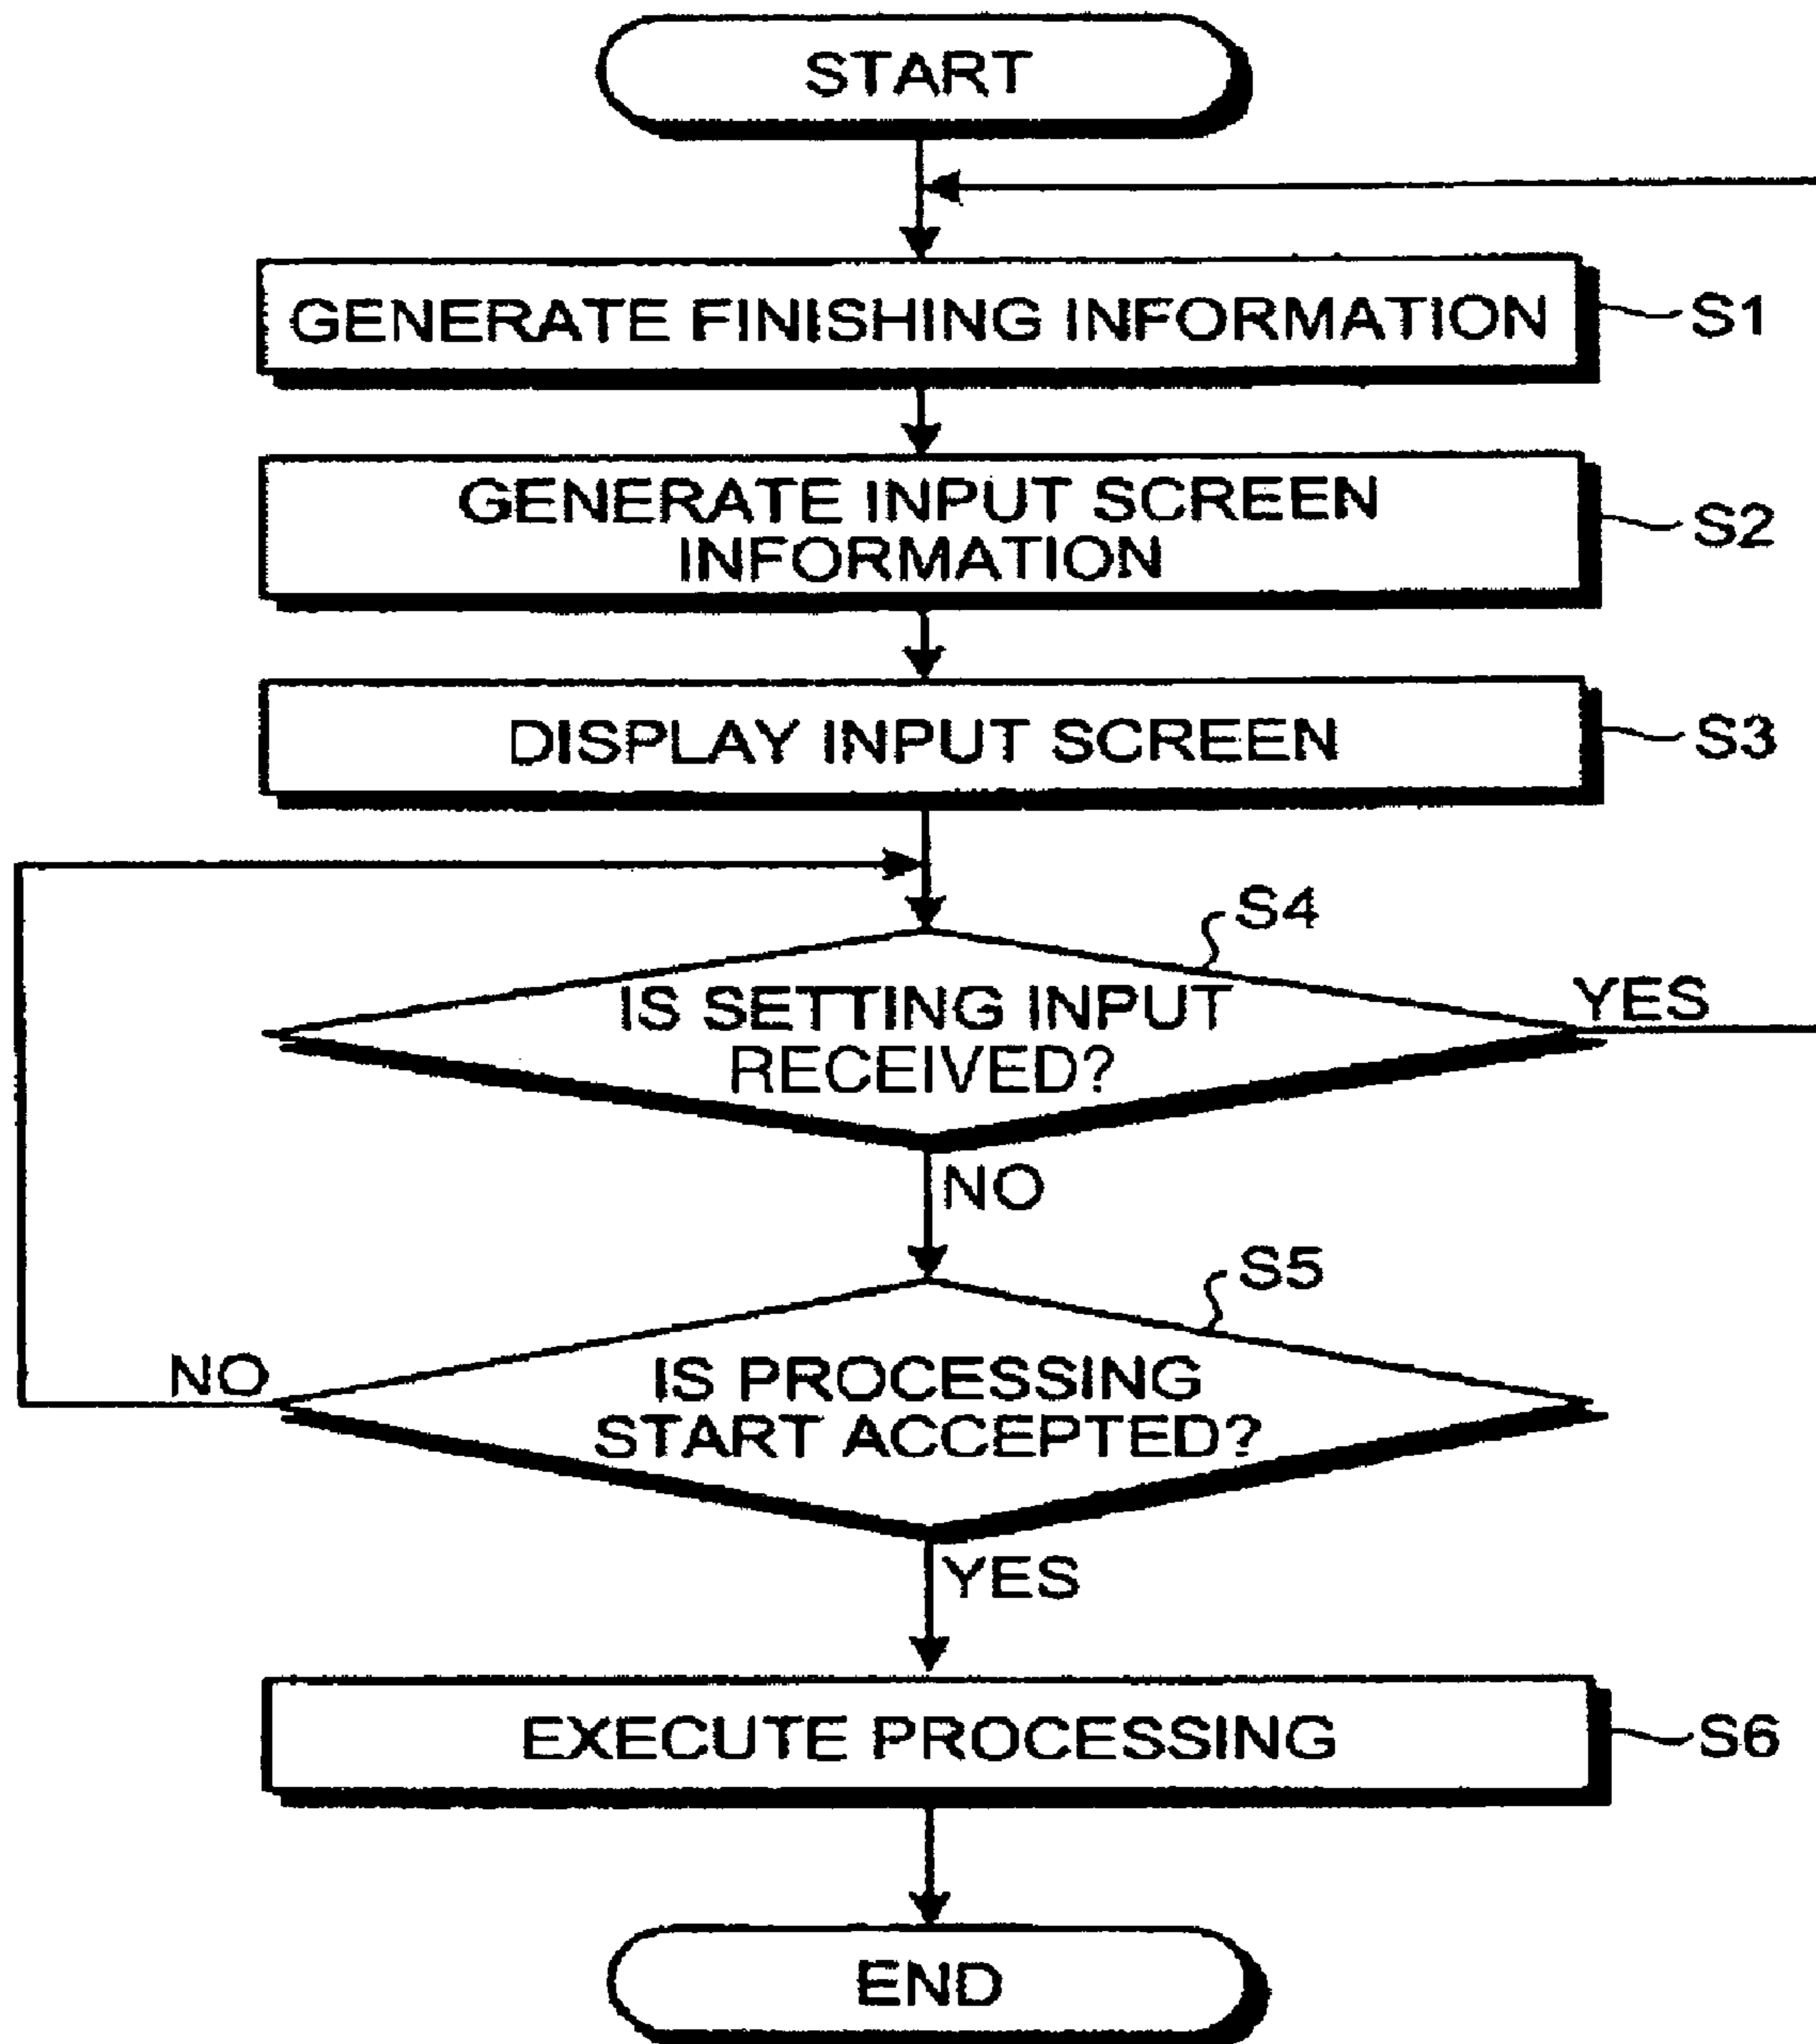 START
GENERATE FINISHING INFORMATION
S1
GENERATE INPUT SCREEN
INFORMATION
S2
DISPLAY INPUT SCREEN
S3
S4
IS SETTING INPUT
RECEIVED?
YES
NO
S5
IS PROCESSING
START ACCEPTED?
NO
YES
EXECUTE PROCESSING
S6
END